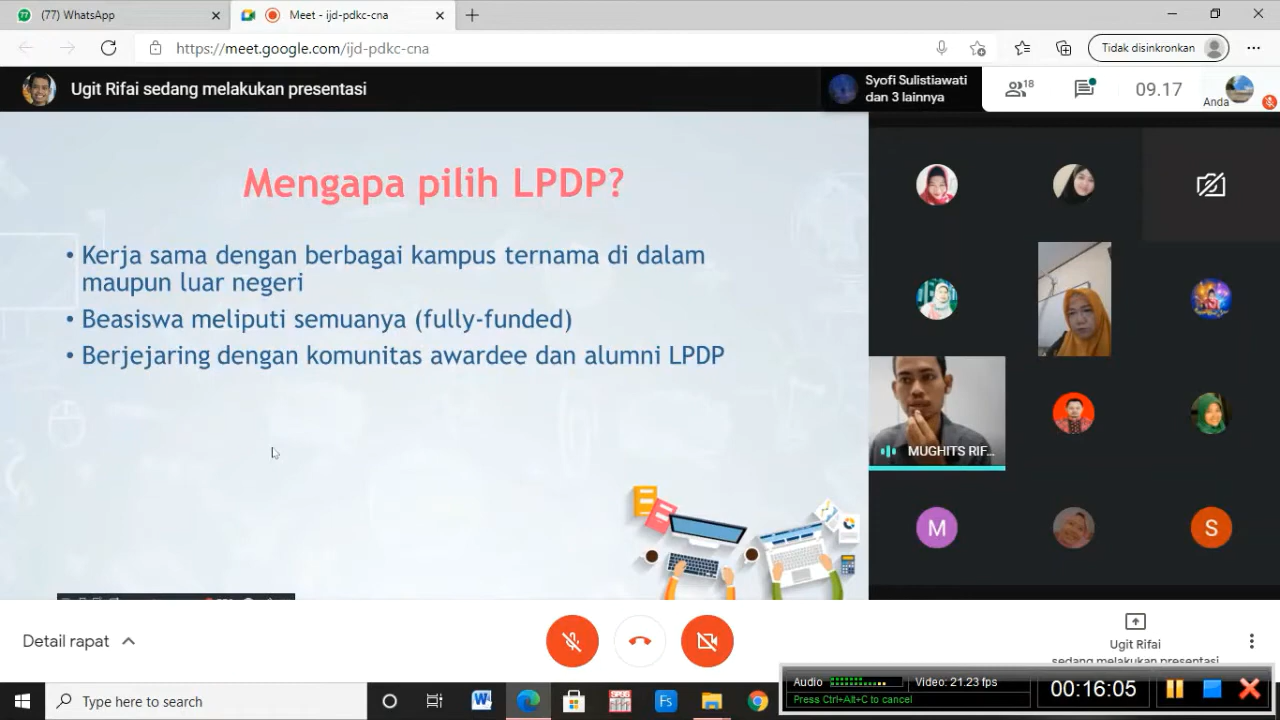 (77) WhatsApp
Meet - ijd-pdkc-cna
https://meet.google.com/ijd-pdkc-cna
Tidak disinkronkan
Ugit Rifai sedang melakukan presentasi
Syofi Sulistiawati
dan 3 lainnya
18
09.17
Anda
Mengapa pilih LPDP?
• Kerja sama dengan berbagai kampus ternama di dalam
maupun luar negeri
• Beasiswa meliputi semuanya (fully-funded)
• Berjejaring dengan komunitas awardee dan alumni LPDP
MUGHITS RIF...
M
S
Detail rapat
Ugit Rifai
sedang melakukan presentasi
Type here to search
Fs
Audio
Video: 21.23 fps
Press Ctrl+Alt+C to cancel
00:16:05